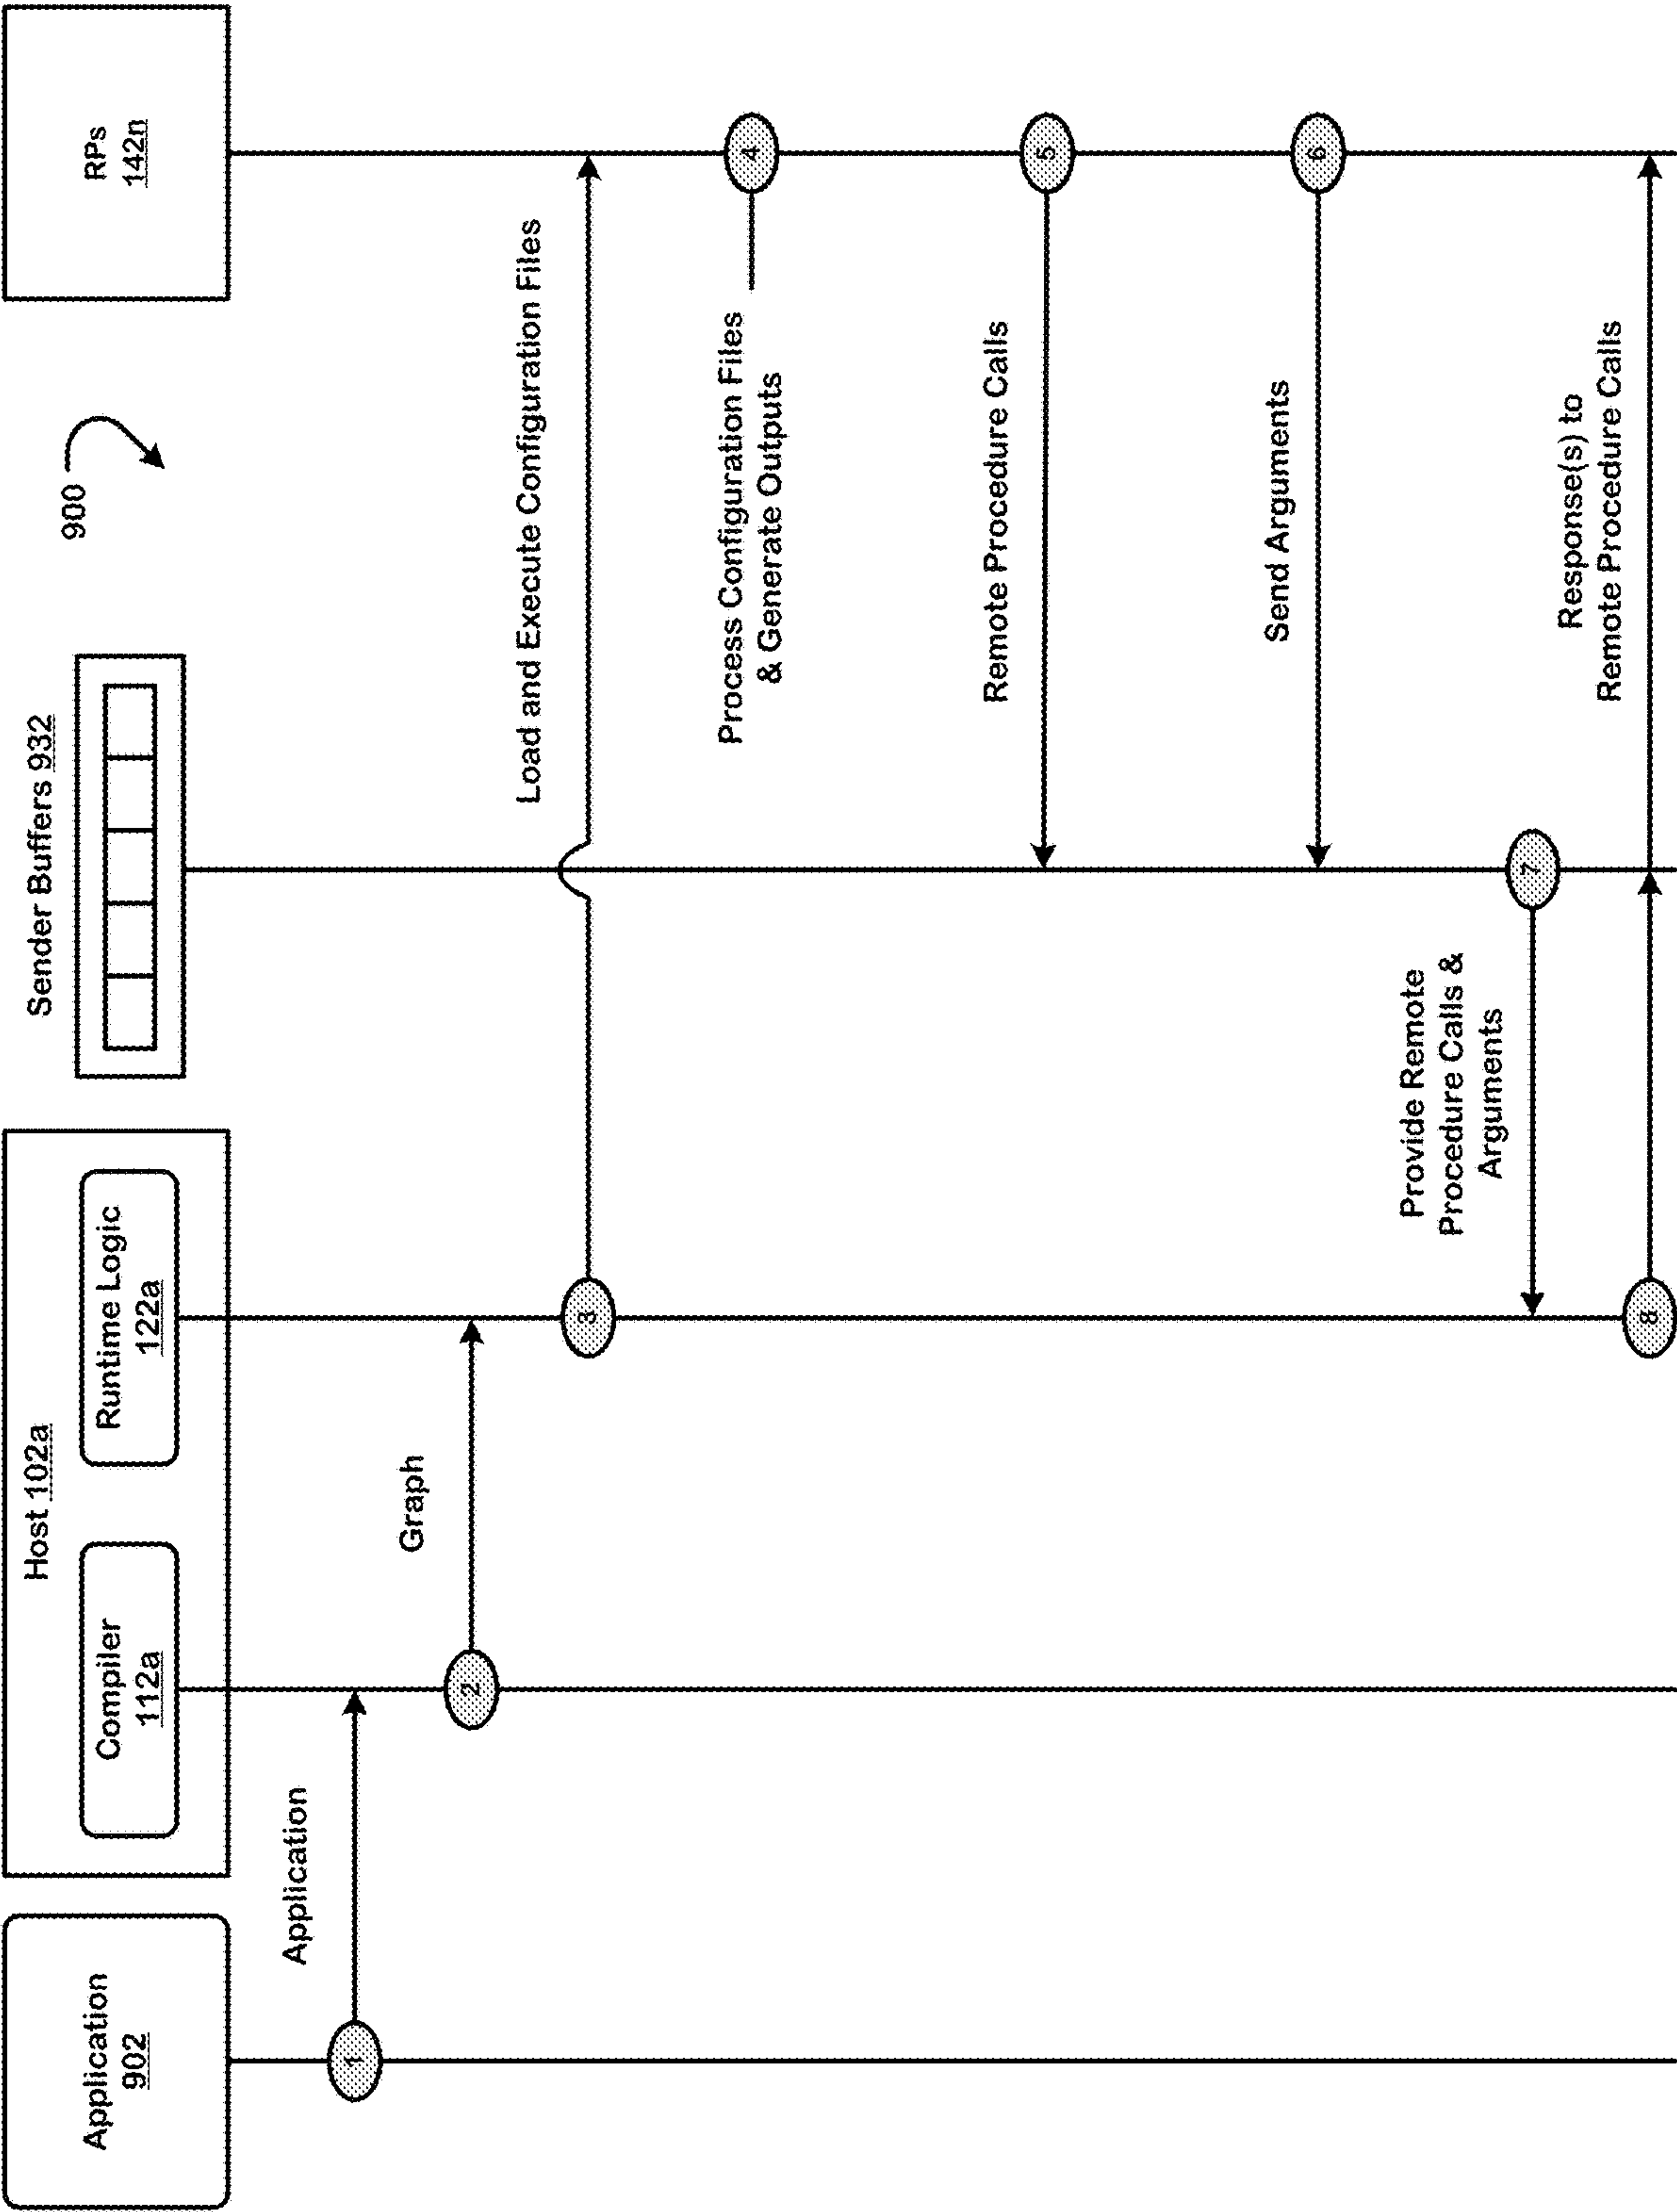 900
Application
902
Host 102a
Compiler
112a
Runtime Logic
122a
Sender Buffers 932
RPs
142n
1
Application
2
Graph
3
Load and Execute Configuration Files
4
Process Configuration Files
& Generate Outputs
5
Remote Procedure Calls
6
Send Arguments
7
Provide Remote
Procedure Calls &
Arguments
8
Response(s) to
Remote Procedure Calls